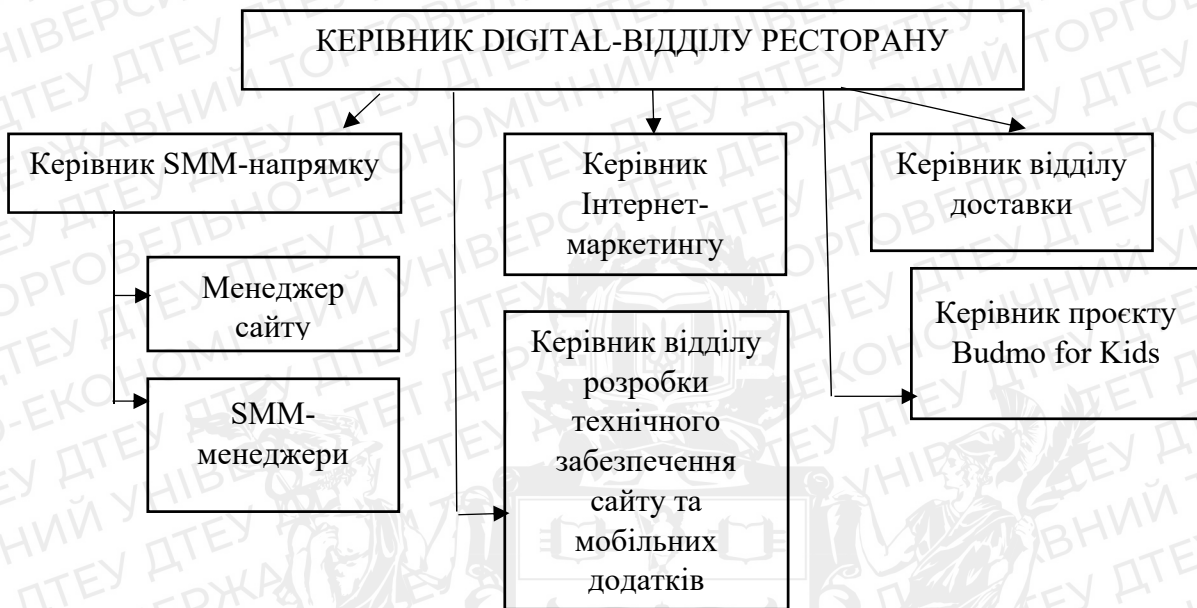 КЕРІВНИК DIGITAL-ВІДДІЛУ РЕСТОРАНУ
Керівник SMM-напрямку
Менеджер
сайту
SMM-
менеджери
Керівник
Інтернет-
маркетингу
Керівник відділу
розробки
технічного
забезпечення
сайту та
мобільних
додатків
Керівник відділу
доставки
Керівник проєкту
Budmo for Kids